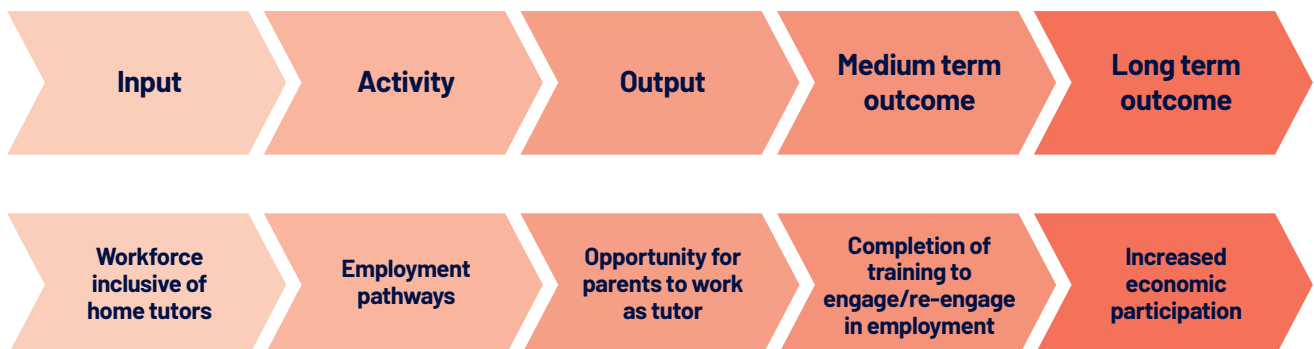 Input
Activity
Output
Medium term
outcome
Long term
outcome
Workforce
inclusive of
home tutors
Employment
pathways
Opportunity for
parents to work
as tutor
Completion of
training to
engage/re-engage
in employment
Increased
economic
participation